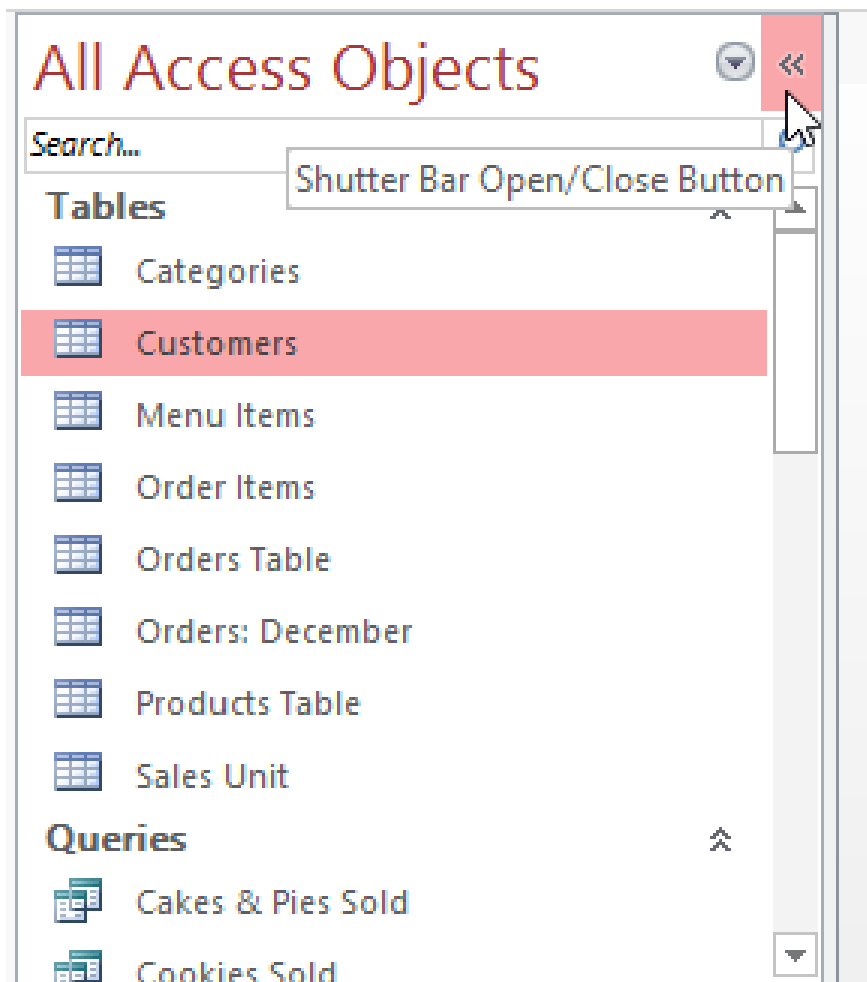 All Access Objects
Search...
Shutter Bar Open/Close Button
Tables
Categories
Customers
Menu Items
Order Items
Orders Table
Orders: December
Products Table
Sales Unit
Queries
Cakes & Pies Sold
Cookies Sold